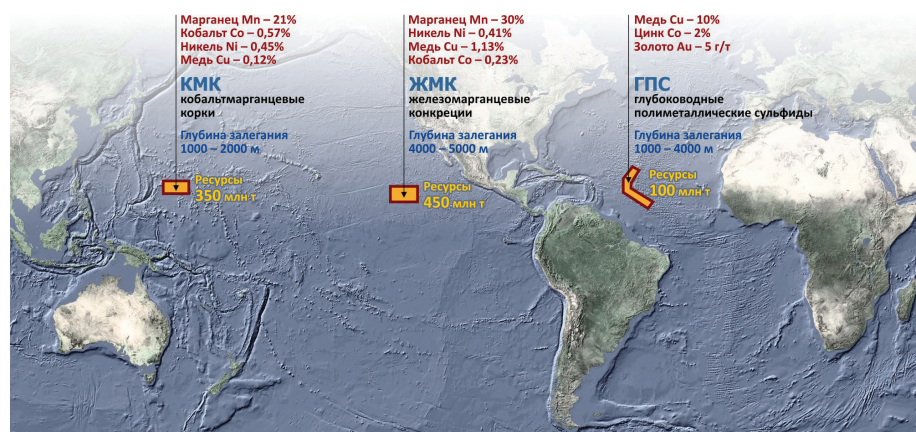 Марганец Mn – 21%
Кобальт Co – 0,57%
Никель Ni – 0,45%
Медь Cu – 0,12%
КМК
кобальтмарганцевые
корки
Глубина залегания
1000 – 2000 м
Ресурсы
350 млн т
Марганец Mn – 30%
Никель Ni – 0,41%
Медь Cu – 1,13%
Кобальт Co – 0,23%
ЖМК
железомарганцевые
конкреции
Глубина залегания
4000 – 5000 м
Ресурсы
450 млн т
Медь Cu – 10%
Цинк Co – 2%
Золото Au – 5 г/т
ГПС
глубоководные
полиметаллические сульфиды
Глубина залегания
1000 – 4000 м
Ресурсы
100 млн т